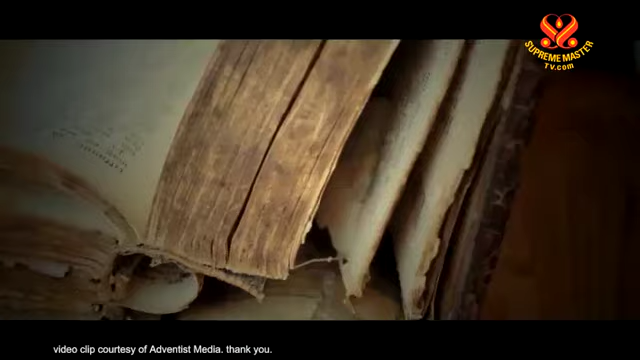 SUPREME MASTER
TV.com
video clip courtesy of Adventist Media. thank you.